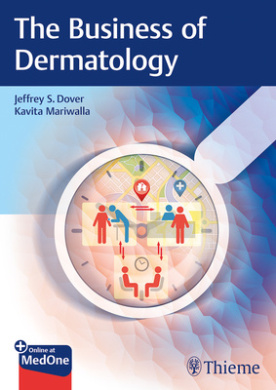 The Business of
Dermatology
Jeffrey S. Dover
Kavita Mariwalla
Online at
MedOne
Thieme